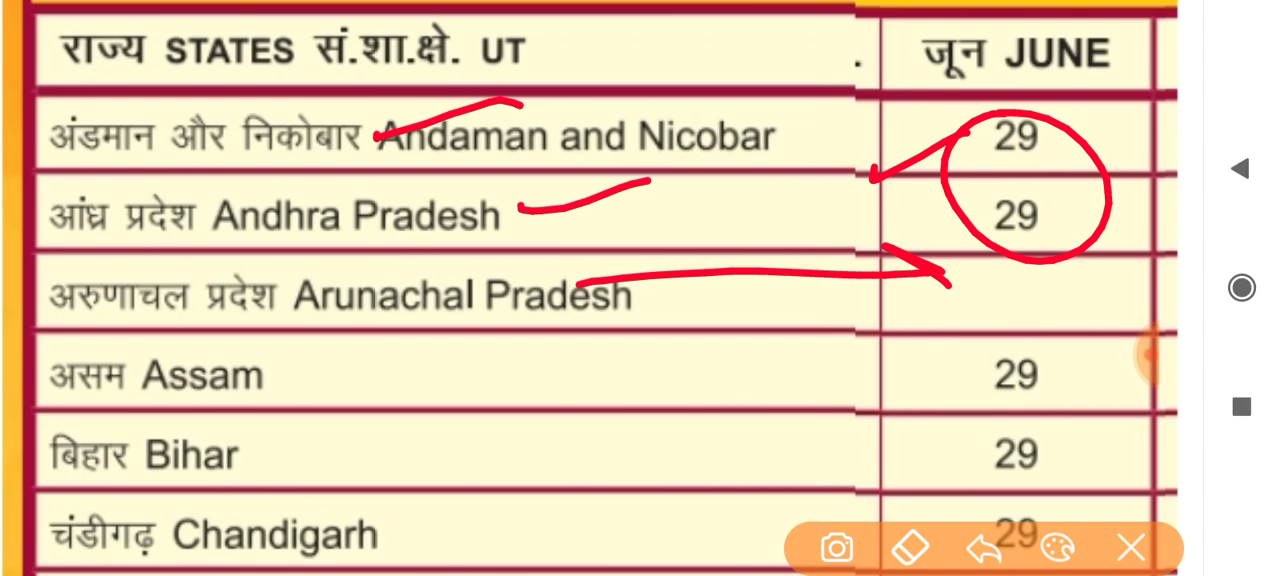 राज्य STATES सं.शा.क्षे. UT . जून JUNE
अंडमान और निकोबार Andaman and Nicobar 29
आंध्र प्रदेश Andhra Pradesh 29
अरुणाचल प्रदेश Arunachal Pradesh
असम Assam 29
बिहार Bihar 29
चंडीगढ़ Chandigarh 29